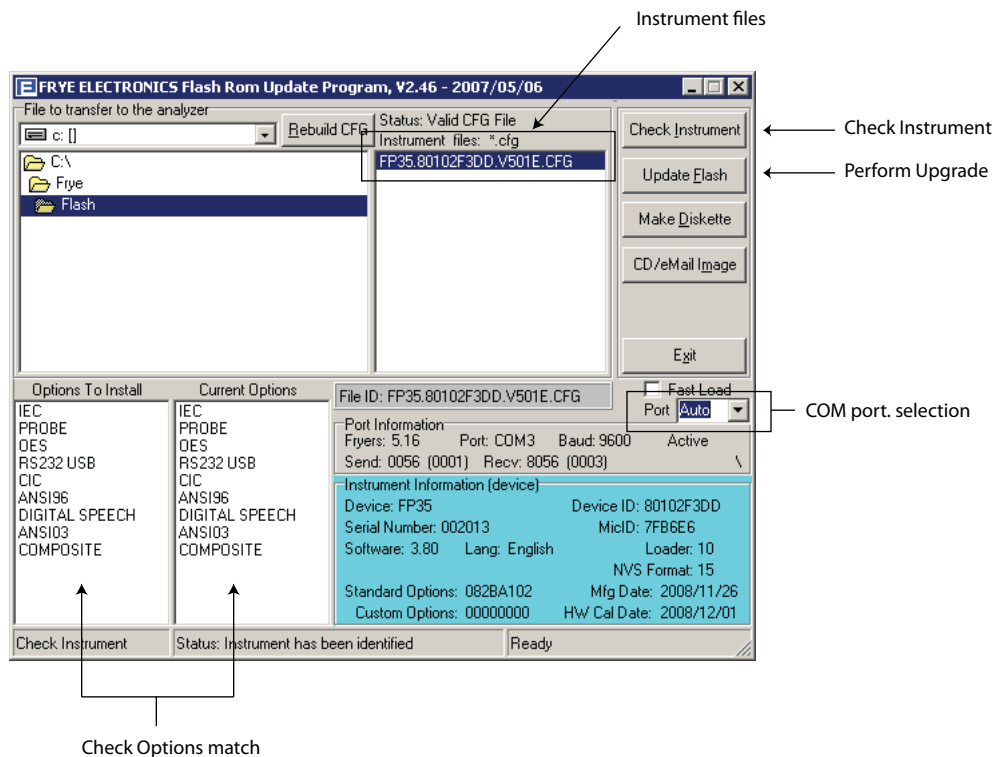 Instrument files
FRYE ELECTRONICS Flash Rom Update Program, V2.46 - 2007/05/06
File to transfer to the analyzer
c: []
Rebuild CFG
Status: Valid CFG File
Instrument files: *.cfg
C:\
Frye
Flash
FP35.80102F3DD.V501E.CFG
Check Instrument
Update Flash
Make Diskette
CD/eMail Image
Exit
Check Instrument
Perform Upgrade
Options To Install
IEC
PROBE
OES
RS232 USB
CIC
ANSI96
DIGITAL SPEECH
ANSI03
COMPOSITE
Current Options
IEC
PROBE
OES
RS232 USB
CIC
ANSI96
DIGITAL SPEECH
ANSI03
COMPOSITE
File ID: FP35.80102F3DD.V501E.CFG
Fast Load
Port Auto
COM port. selection
Port Information
Fryers: 5.16 Port: COM3 Baud: 9600 Active
Send: 0056 (0001) Recv: 8056 (0003) \
Instrument Information (device)
Device: FP35 Device ID: 80102F3DD
Serial Number: 002013 MicID: 7FB6E6
Software: 3.80 Lang: English Loader: 10
NVS Format: 15
Standard Options: 082BA102 Mfg Date: 2008/11/26
Custom Options: 00000000 HW Cal Date: 2008/12/01
Check Instrument
Status: Instrument has been identified
Ready
Check Options match